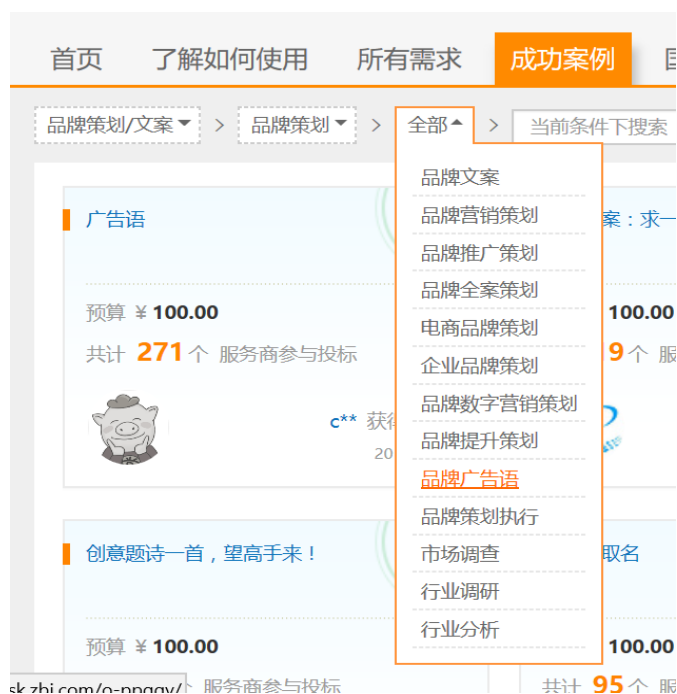 首页 了解如何使用 所有需求 成功案例
品牌策划/文案 > 品牌策划 > 全部 > 当前条件下搜索
品牌文案
品牌营销策划
品牌推广策划
品牌全案策划
电商品牌策划
企业品牌策划
品牌数字营销策划
品牌提升策划
品牌广告语
品牌策划执行
市场调查
行业调研
行业分析
广告语
预算 ¥ 100.00
共计 271 个 服务商参与投标
c** 获得
20
案：求一
100.00
9 个 服
创意题诗一首，望高手来！
预算 ¥ 100.00
服务商参与投标
取名
100.00
共计 95 个 服
sk.zbj.com/o-ppggy/